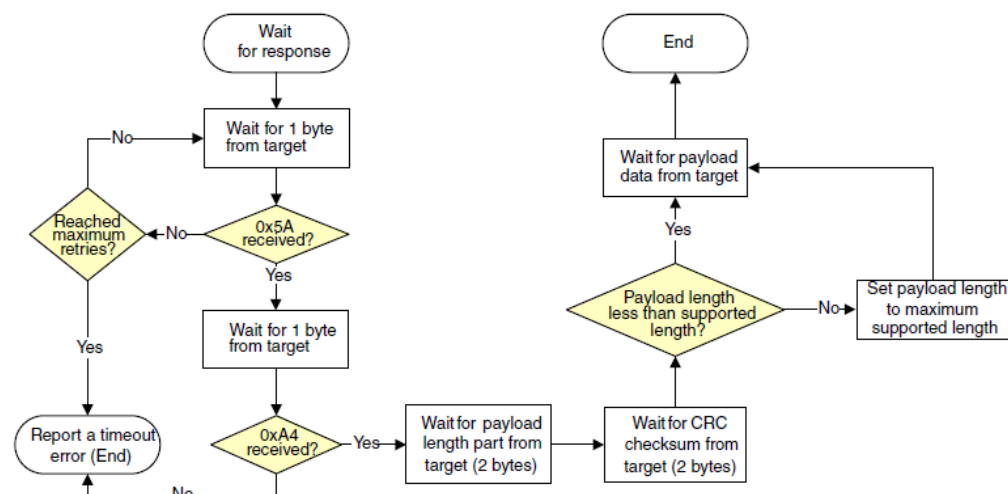 Wait
for response
End
No
Wait for 1 byte
from target
Wait for payload
data from target
Reached
maximum
retries?
No
0x5A
received?
Yes
Yes
Payload length
less than supported
length?
No
Set payload length
to maximum
supported length
Wait for 1 byte
from target
Yes
Report a timeout
error (End)
0xA4
received?
Yes
Wait for payload
length part from
target (2 bytes)
Wait for CRC
checksum from
target (2 bytes)
No